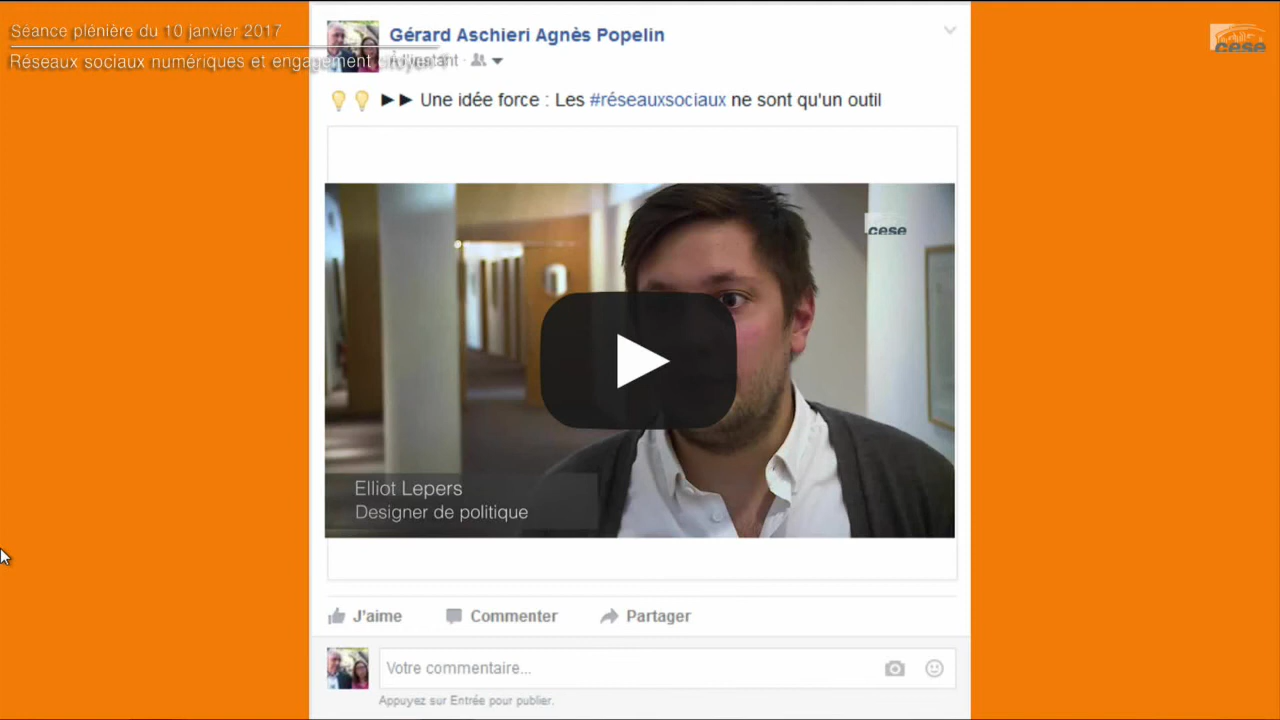 Séance plénière du 10 janvier 2017
Réseaux sociaux numériques et engagement citoyen ?
cese
Gérard Aschieri Agnès Popelin
À l'instant
▶▶ Une idée force : Les #réseauxsociaux ne sont qu'un outil
cese
Elliot Lepers
Designer de politique
J'aime Commenter Partager
Votre commentaire...
Appuyez sur Entrée pour publier.